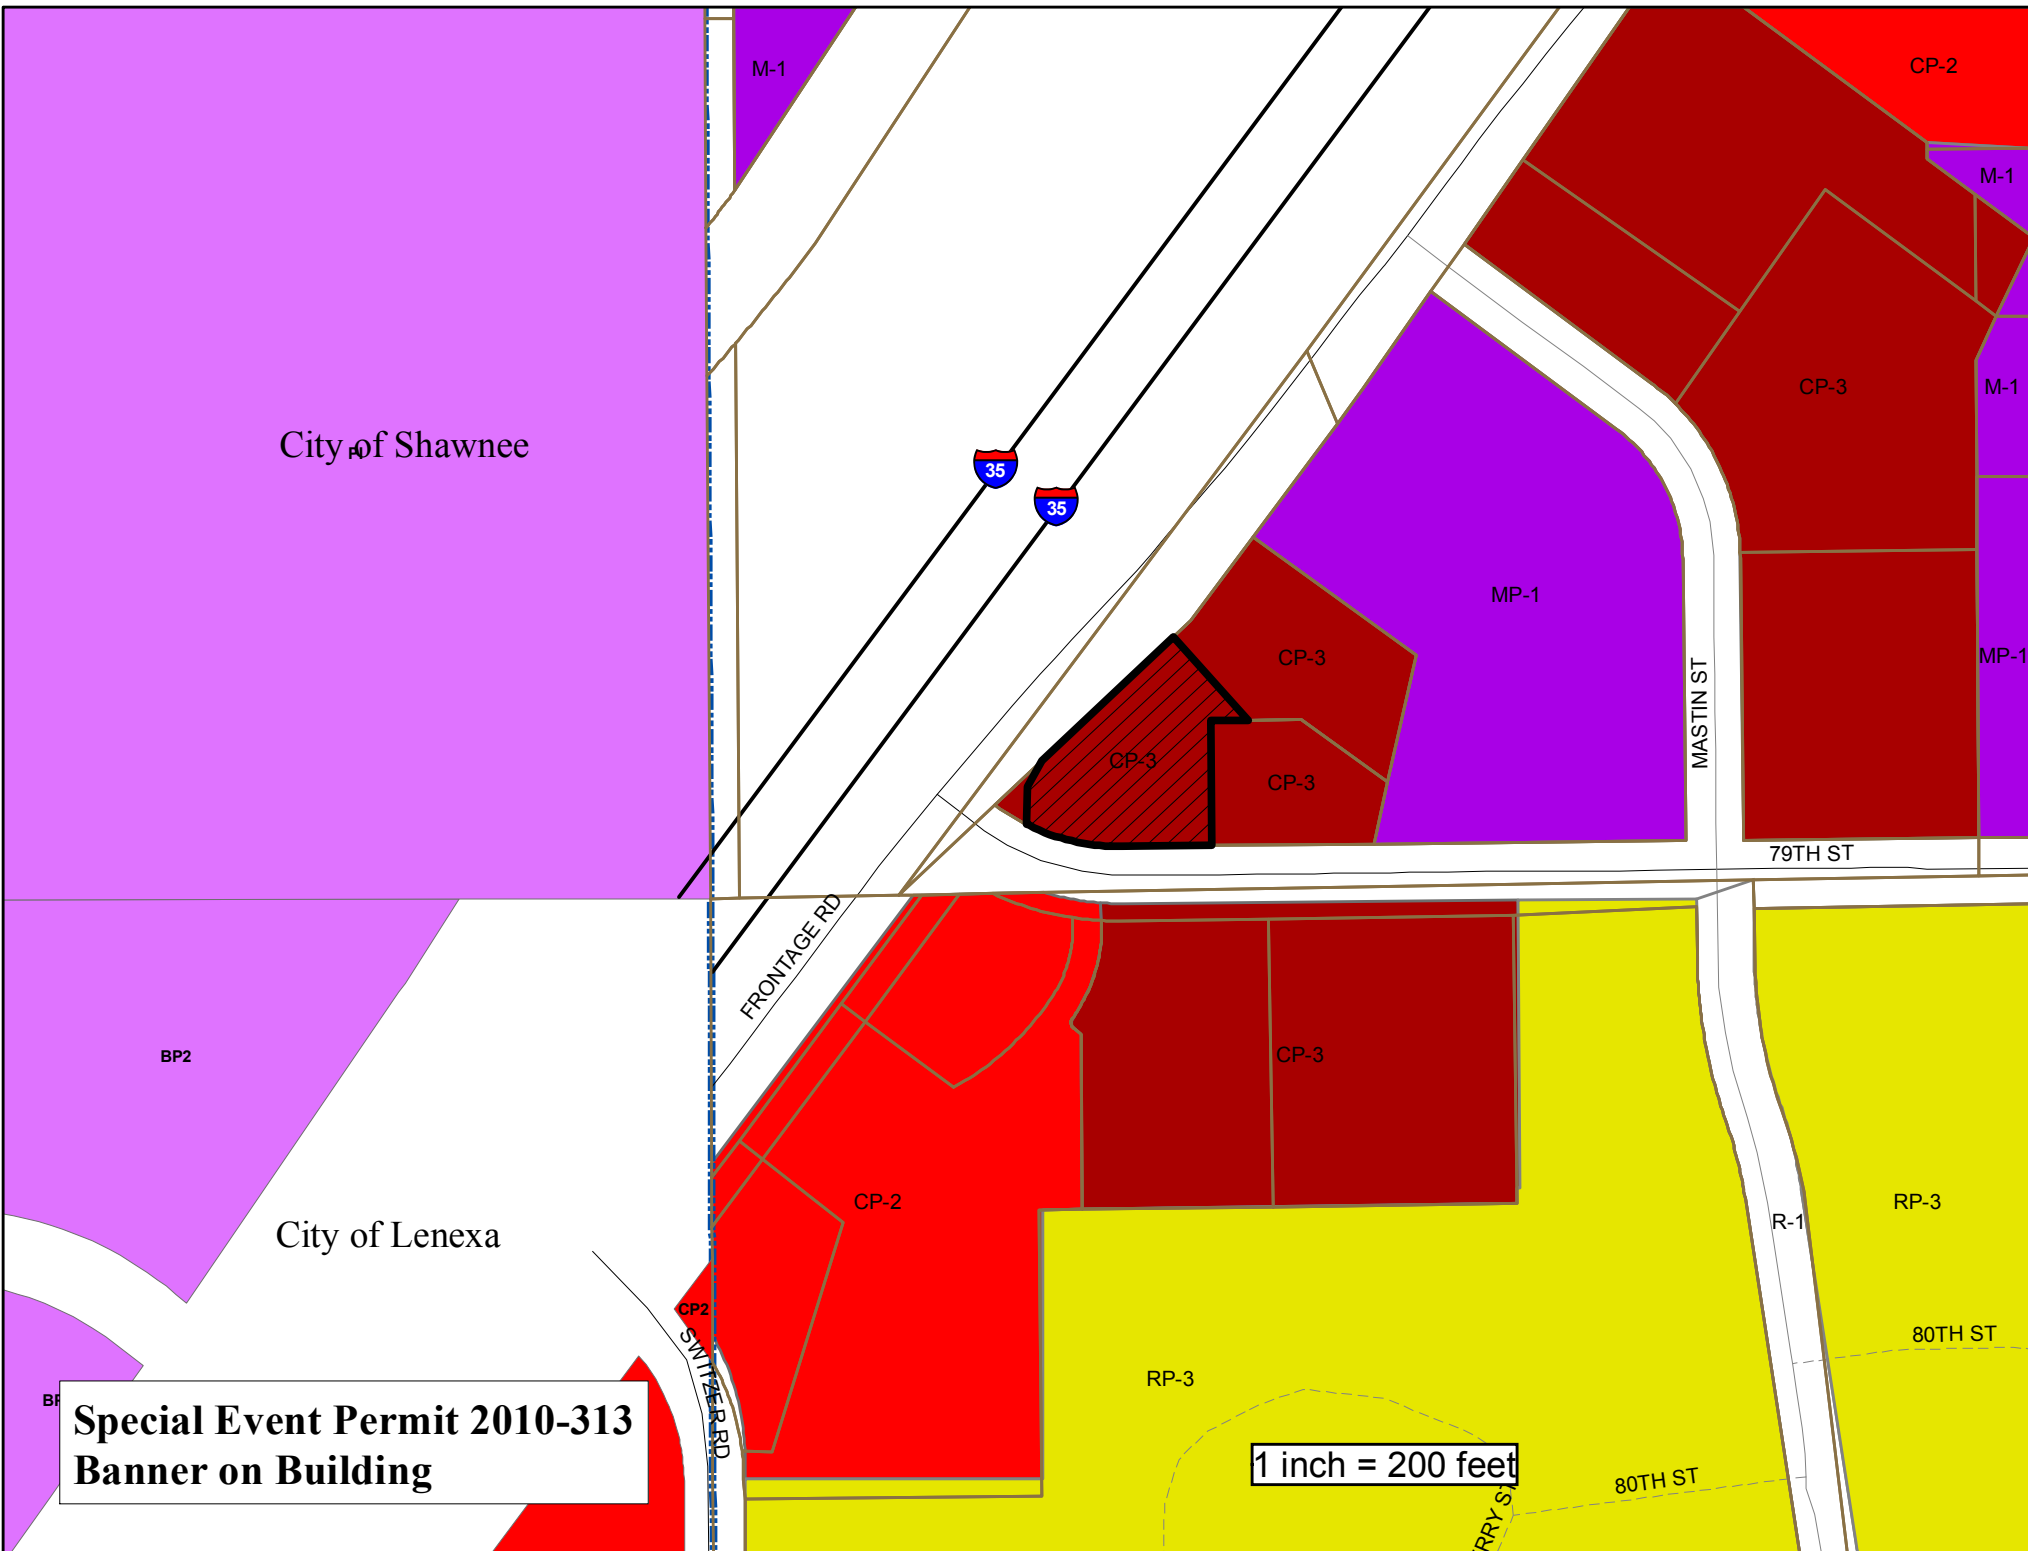 M-1
CP-2
M-1
CP-3
M-1
City of Shawnee
PI
35
35
MP-1
CP-3
MP-1
MASTIN ST
CP-3
CP-3
79TH ST
FRONTAGE RD
BP2
CP-3
CP-2
RP-3
R-1
City of Lenexa
CP2
SWITZER RD
80TH ST
RP-3
Special Event Permit 2010-313
Banner on Building
1 inch = 200 feet
80TH ST